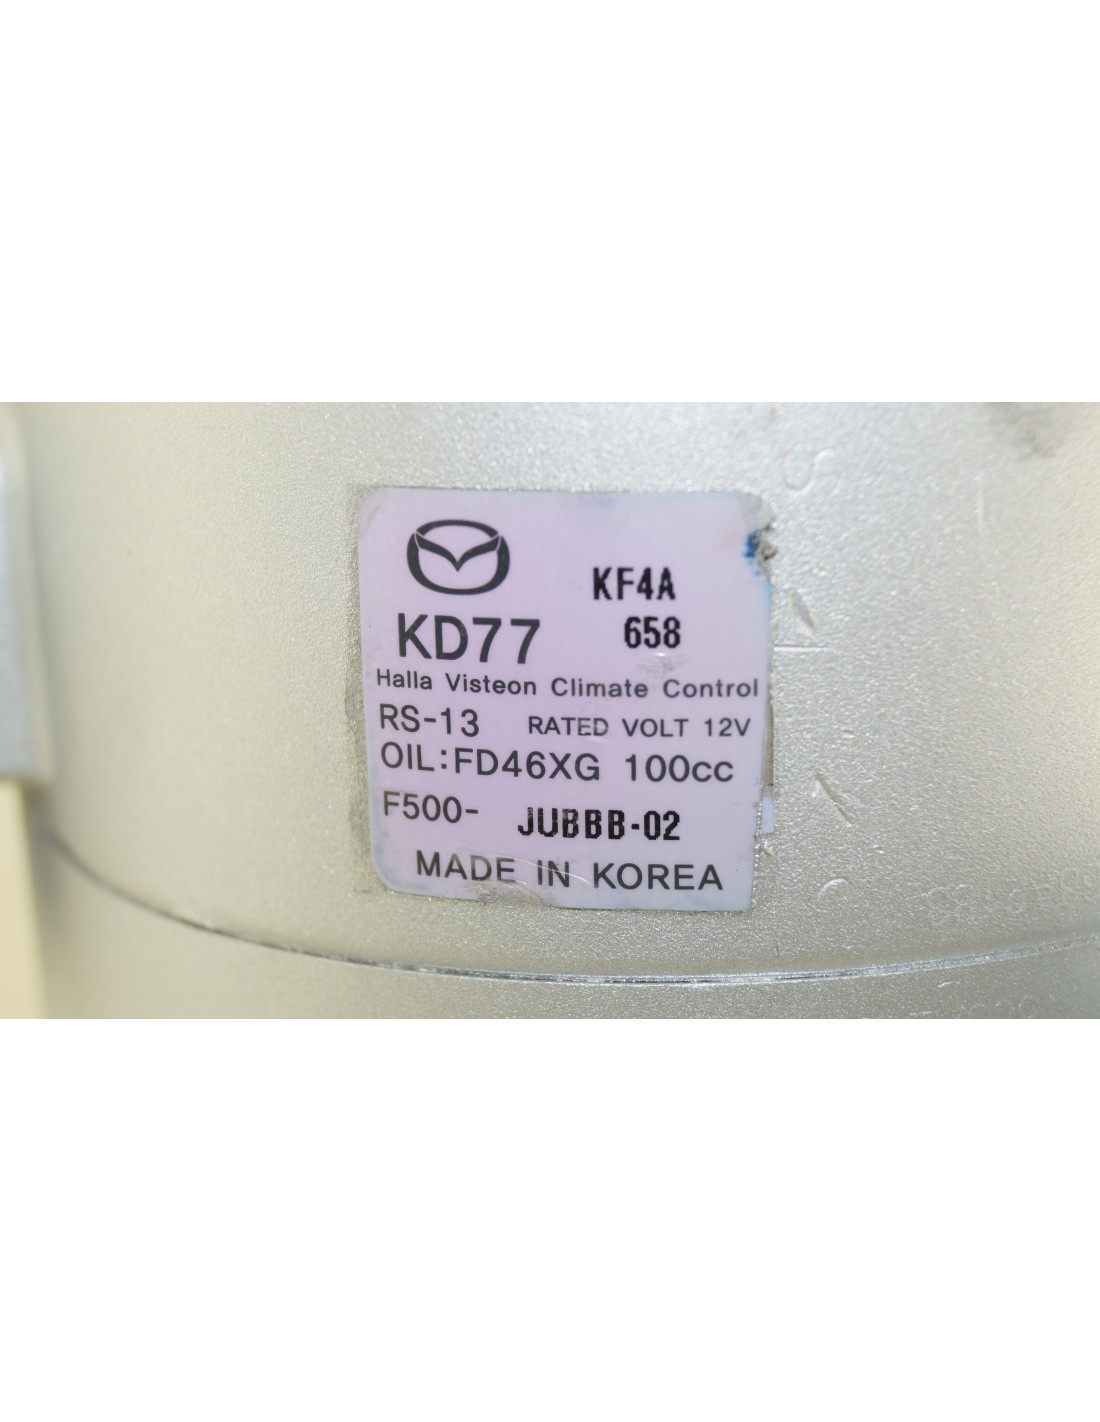 KF4A
KD77 658
Halla Visteon Climate Control
RS-13 RATED VOLT 12V
OIL:FD46XG 100cc
F500- JUBBB-02
MADE IN KOREA